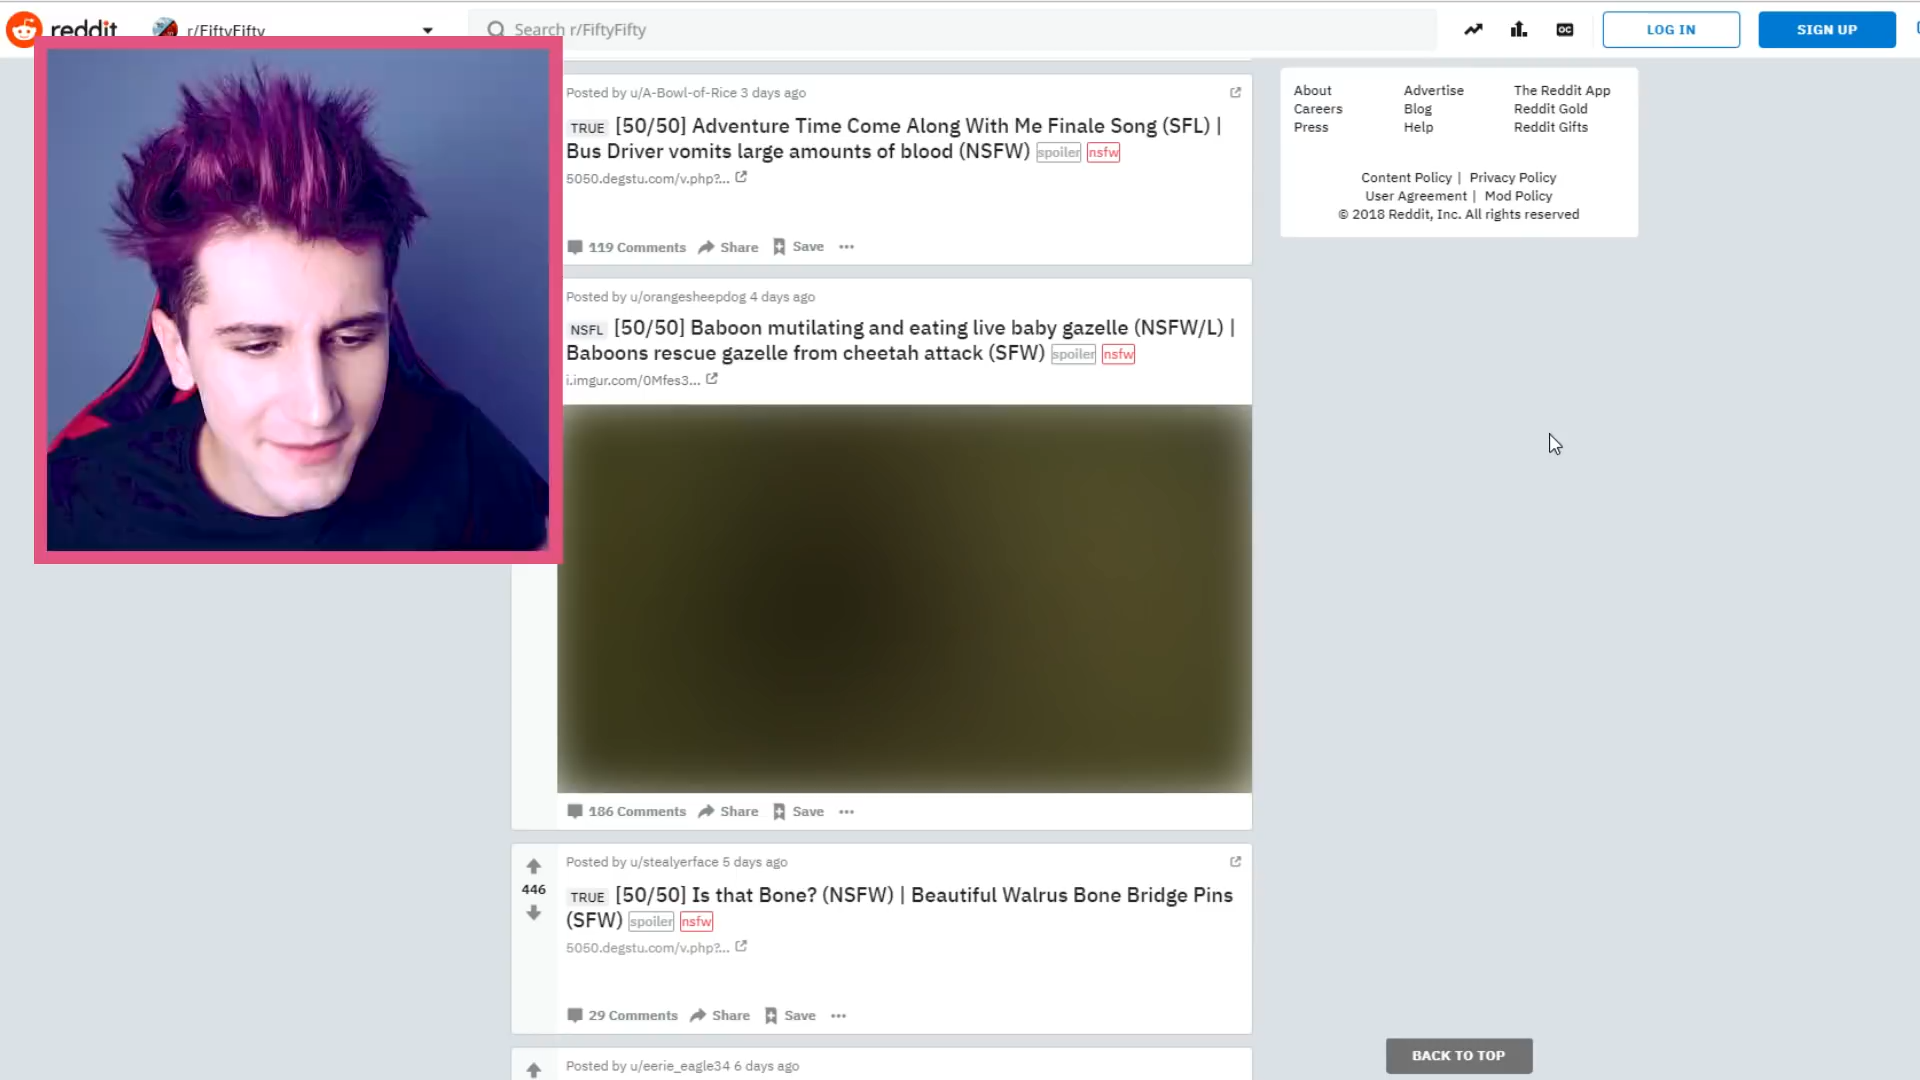 reddit
r/FiftyFifty
Search r/FiftyFifty
LOG IN
SIGN UP
Posted by u/A-Bowl-of-Rice 3 days ago
TRUE [50/50] Adventure Time Come Along With Me Finale Song (SFL) |
Bus Driver vomits large amounts of blood (NSFW) spoiler nsfw
5050.degstu.com/v.php?...
119 Comments Share Save
Posted by u/orangesheepdog 4 days ago
NSFL [50/50] Baboon mutilating and eating live baby gazelle (NSFW/L) |
Baboons rescue gazelle from cheetah attack (SFW) spoiler nsfw
i.imgur.com/0Mfes3...
186 Comments Share Save
446
Posted by u/stealyerface 5 days ago
TRUE [50/50] Is that Bone? (NSFW) | Beautiful Walrus Bone Bridge Pins
(SFW) spoiler nsfw
5050.degstu.com/v.php?...
29 Comments Share Save
Posted by u/eerie_eagle34 6 days ago
About Advertise The Reddit App
Careers Blog Reddit Gold
Press Help Reddit Gifts
Content Policy | Privacy Policy
User Agreement | Mod Policy
© 2018 Reddit, Inc. All rights reserved
BACK TO TOP